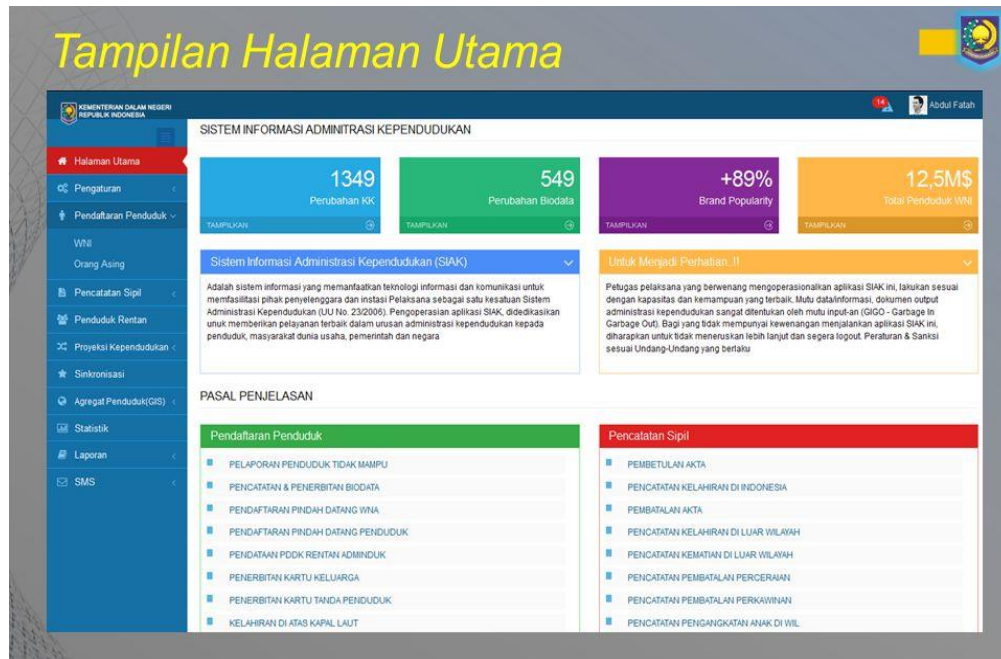 Tampilan Halaman Utama
KEMENTERIAN DALAM NEGERI
REPUBLIK INDONESIA
14
Abdul Fatah
Halaman Utama
Pengaturan
Pendaftaran Penduduk
WNI
Orang Asing
Pencatatan Sipil
Penduduk Rentan
Proyeksi Kependudukan
Sinkronisasi
Agregat Penduduk(GIS)
Statistik
Laporan
SMS
SISTEM INFORMASI ADMINITRASI KEPENDUDUKAN
1349
Perubahan KK
TAMPILKAN
549
Perubahan Biodata
TAMPILKAN
+89%
Brand Popularity
TAMPILKAN
12,5M$
Total Penduduk WNI
TAMPILKAN
Sistem Informasi Administrasi Kependudukan (SIAK)
Adalah sistem informasi yang memanfaatkan teknologi informasi dan komunikasi untuk
memfasilitasi pihak penyelenggara dan instasi Pelaksana sebagai satu kesatuan Sistem
Administrasi Kependudukan (UU No. 23/2006). Pengoperasian aplikasi SIAK, didedikasikan
unuk memberikan pelayanan terbaik dalam urusan administrasi kependudukan kepada
penduduk, masyarakat dunia usaha, pemerintah dan negara
Untuk Menjadi Perhatian..!!
Petugas pelaksana yang berwenang mengoperasionalkan aplikasi SIAK ini, lakukan sesuai
dengan kapasitas dan kemampuan yang terbaik. Mutu data/informasi, dokumen output
administrasi kependudukan sangat ditentukan oleh mutu input-an (GIGO - Garbage In
Garbage Out). Bagi yang tidak mempunyai kewenangan menjalankan aplikasi SIAK ini,
diharapkan untuk tidak meneruskan lebih lanjut dan segera logout. Peraturan & Sanksi
sesuai Undang-Undang yang berlaku
PASAL PENJELASAN
Pendaftaran Penduduk
PELAPORAN PENDUDUK TIDAK MAMPU
PENCATATAN & PENERBITAN BIODATA
PENDAFTARAN PINDAH DATANG WNA
PENDAFTARAN PINDAH DATANG PENDUDUK
PENDATAAN PDDK RENTAN ADMINDUK
PENERBITAN KARTU KELUARGA
PENERBITAN KARTU TANDA PENDUDUK
KELAHIRAN DI ATAS KAPAL LAUT
Pencatatan Sipil
PEMBETULAN AKTA
PENCATATAN KELAHIRAN DI INDONESIA
PEMBATALAN AKTA
PENCATATAN KELAHIRAN DI LUAR WILAYAH
PENCATATAN KEMATIAN DI LUAR WILAYAH
PENCATATAN PEMBATALAN PERCERAIAN
PENCATATAN PEMBATALAN PERKAWINAN
PENCATATAN PENGANGKATAN ANAK DI WIL